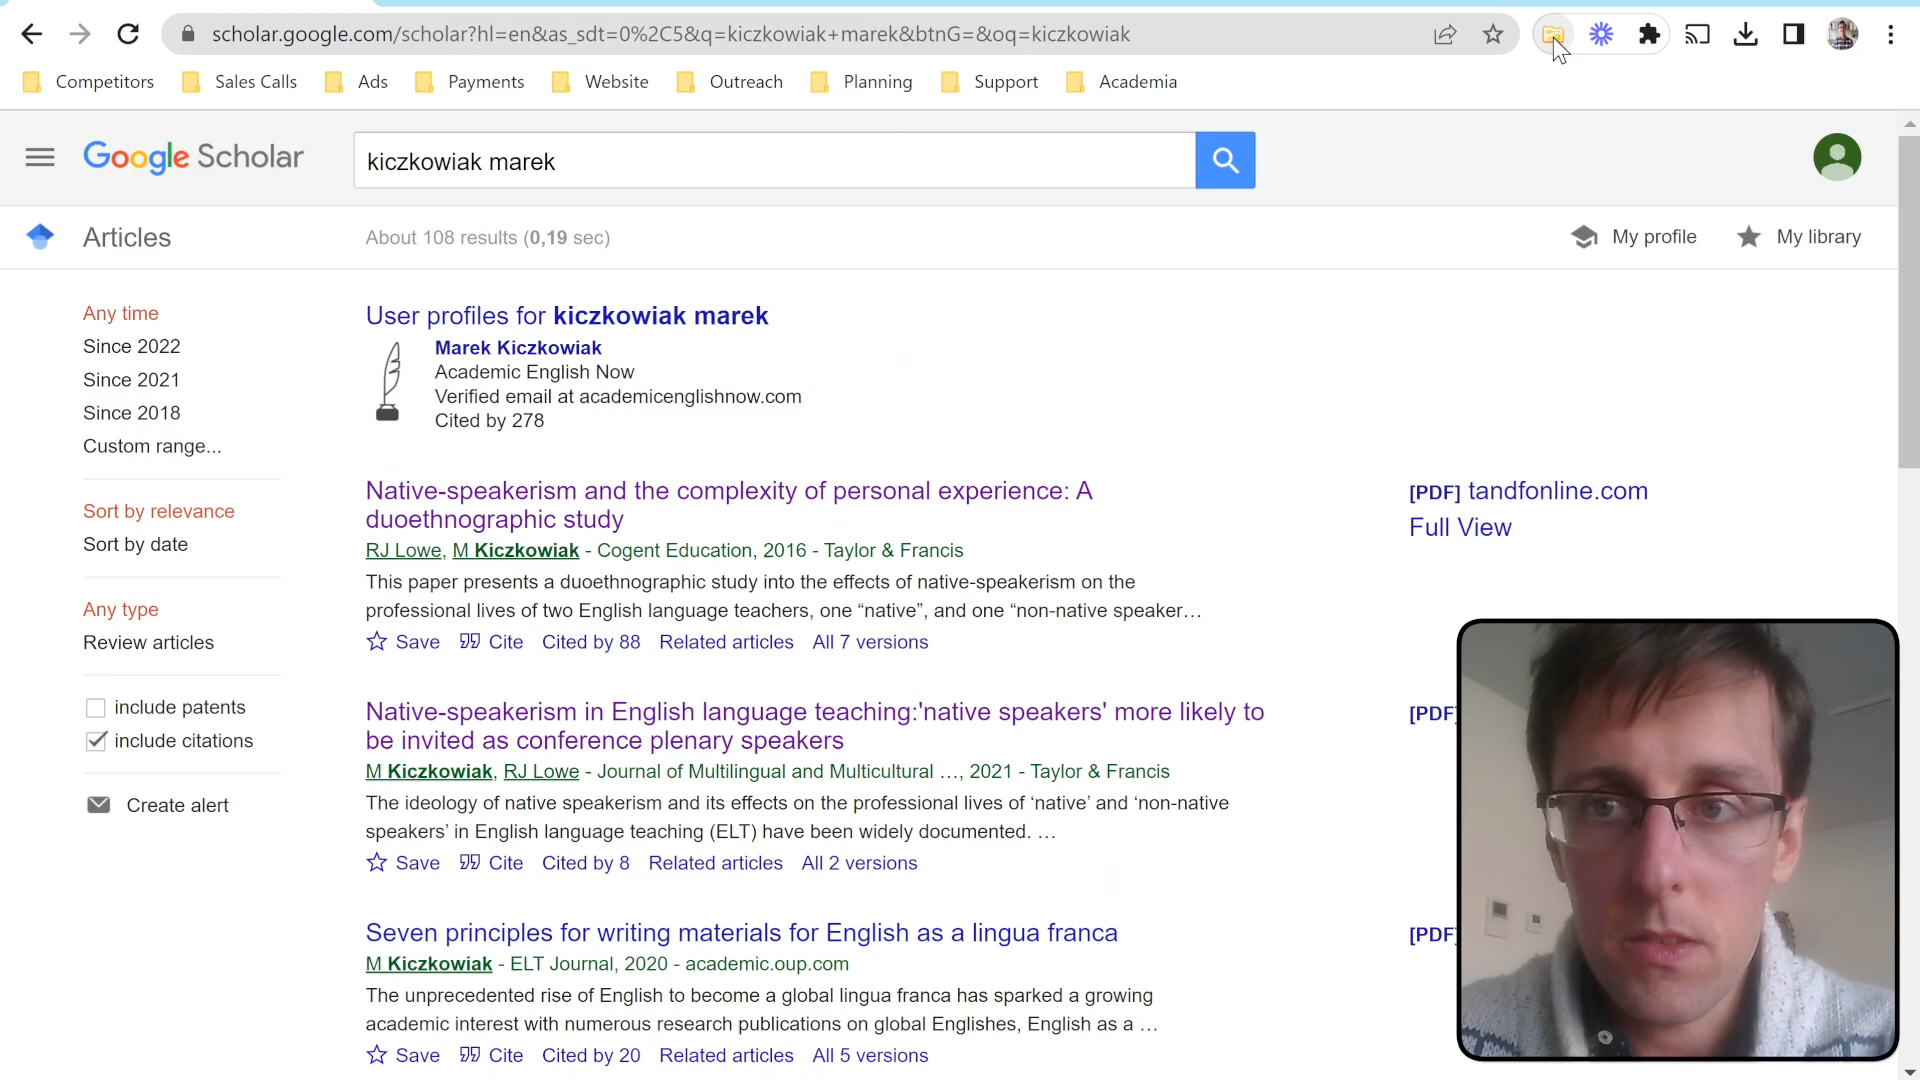 scholar.google.com/scholar?hl=en&as_sdt=0%2C5&q=kiczkowiak+marek&btnG=&oq=kiczkowiak
Competitors Sales Calls Ads Payments Website Outreach Planning Support Academia
Google Scholar
kiczkowiak marek
Articles
About 108 results (0,19 sec)
My profile
My library
Any time
Since 2022
Since 2021
Since 2018
Custom range...
Sort by relevance
Sort by date
Any type
Review articles
include patents
include citations
Create alert
User profiles for kiczkowiak marek
Marek Kiczkowiak
Academic English Now
Verified email at academicenglishnow.com
Cited by 278
Native-speakerism and the complexity of personal experience: A
duoethnographic study
RJ Lowe, M Kiczkowiak - Cogent Education, 2016 - Taylor & Francis
This paper presents a duoethnographic study into the effects of native-speakerism on the
professional lives of two English language teachers, one “native”, and one “non-native speaker…
Save Cite Cited by 88 Related articles All 7 versions
[PDF] tandfonline.com
Full View
Native-speakerism in English language teaching:'native speakers' more likely to
be invited as conference plenary speakers
M Kiczkowiak, RJ Lowe - Journal of Multilingual and Multicultural …, 2021 - Taylor & Francis
The ideology of native speakerism and its effects on the professional lives of ‘native’ and ‘non-native
speakers’ in English language teaching (ELT) have been widely documented. …
Save Cite Cited by 8 Related articles All 2 versions
[PDF
Seven principles for writing materials for English as a lingua franca
M Kiczkowiak - ELT Journal, 2020 - academic.oup.com
The unprecedented rise of English to become a global lingua franca has sparked a growing
academic interest with numerous research publications on global Englishes, English as a …
Save Cite Cited by 20 Related articles All 5 versions
[PDF